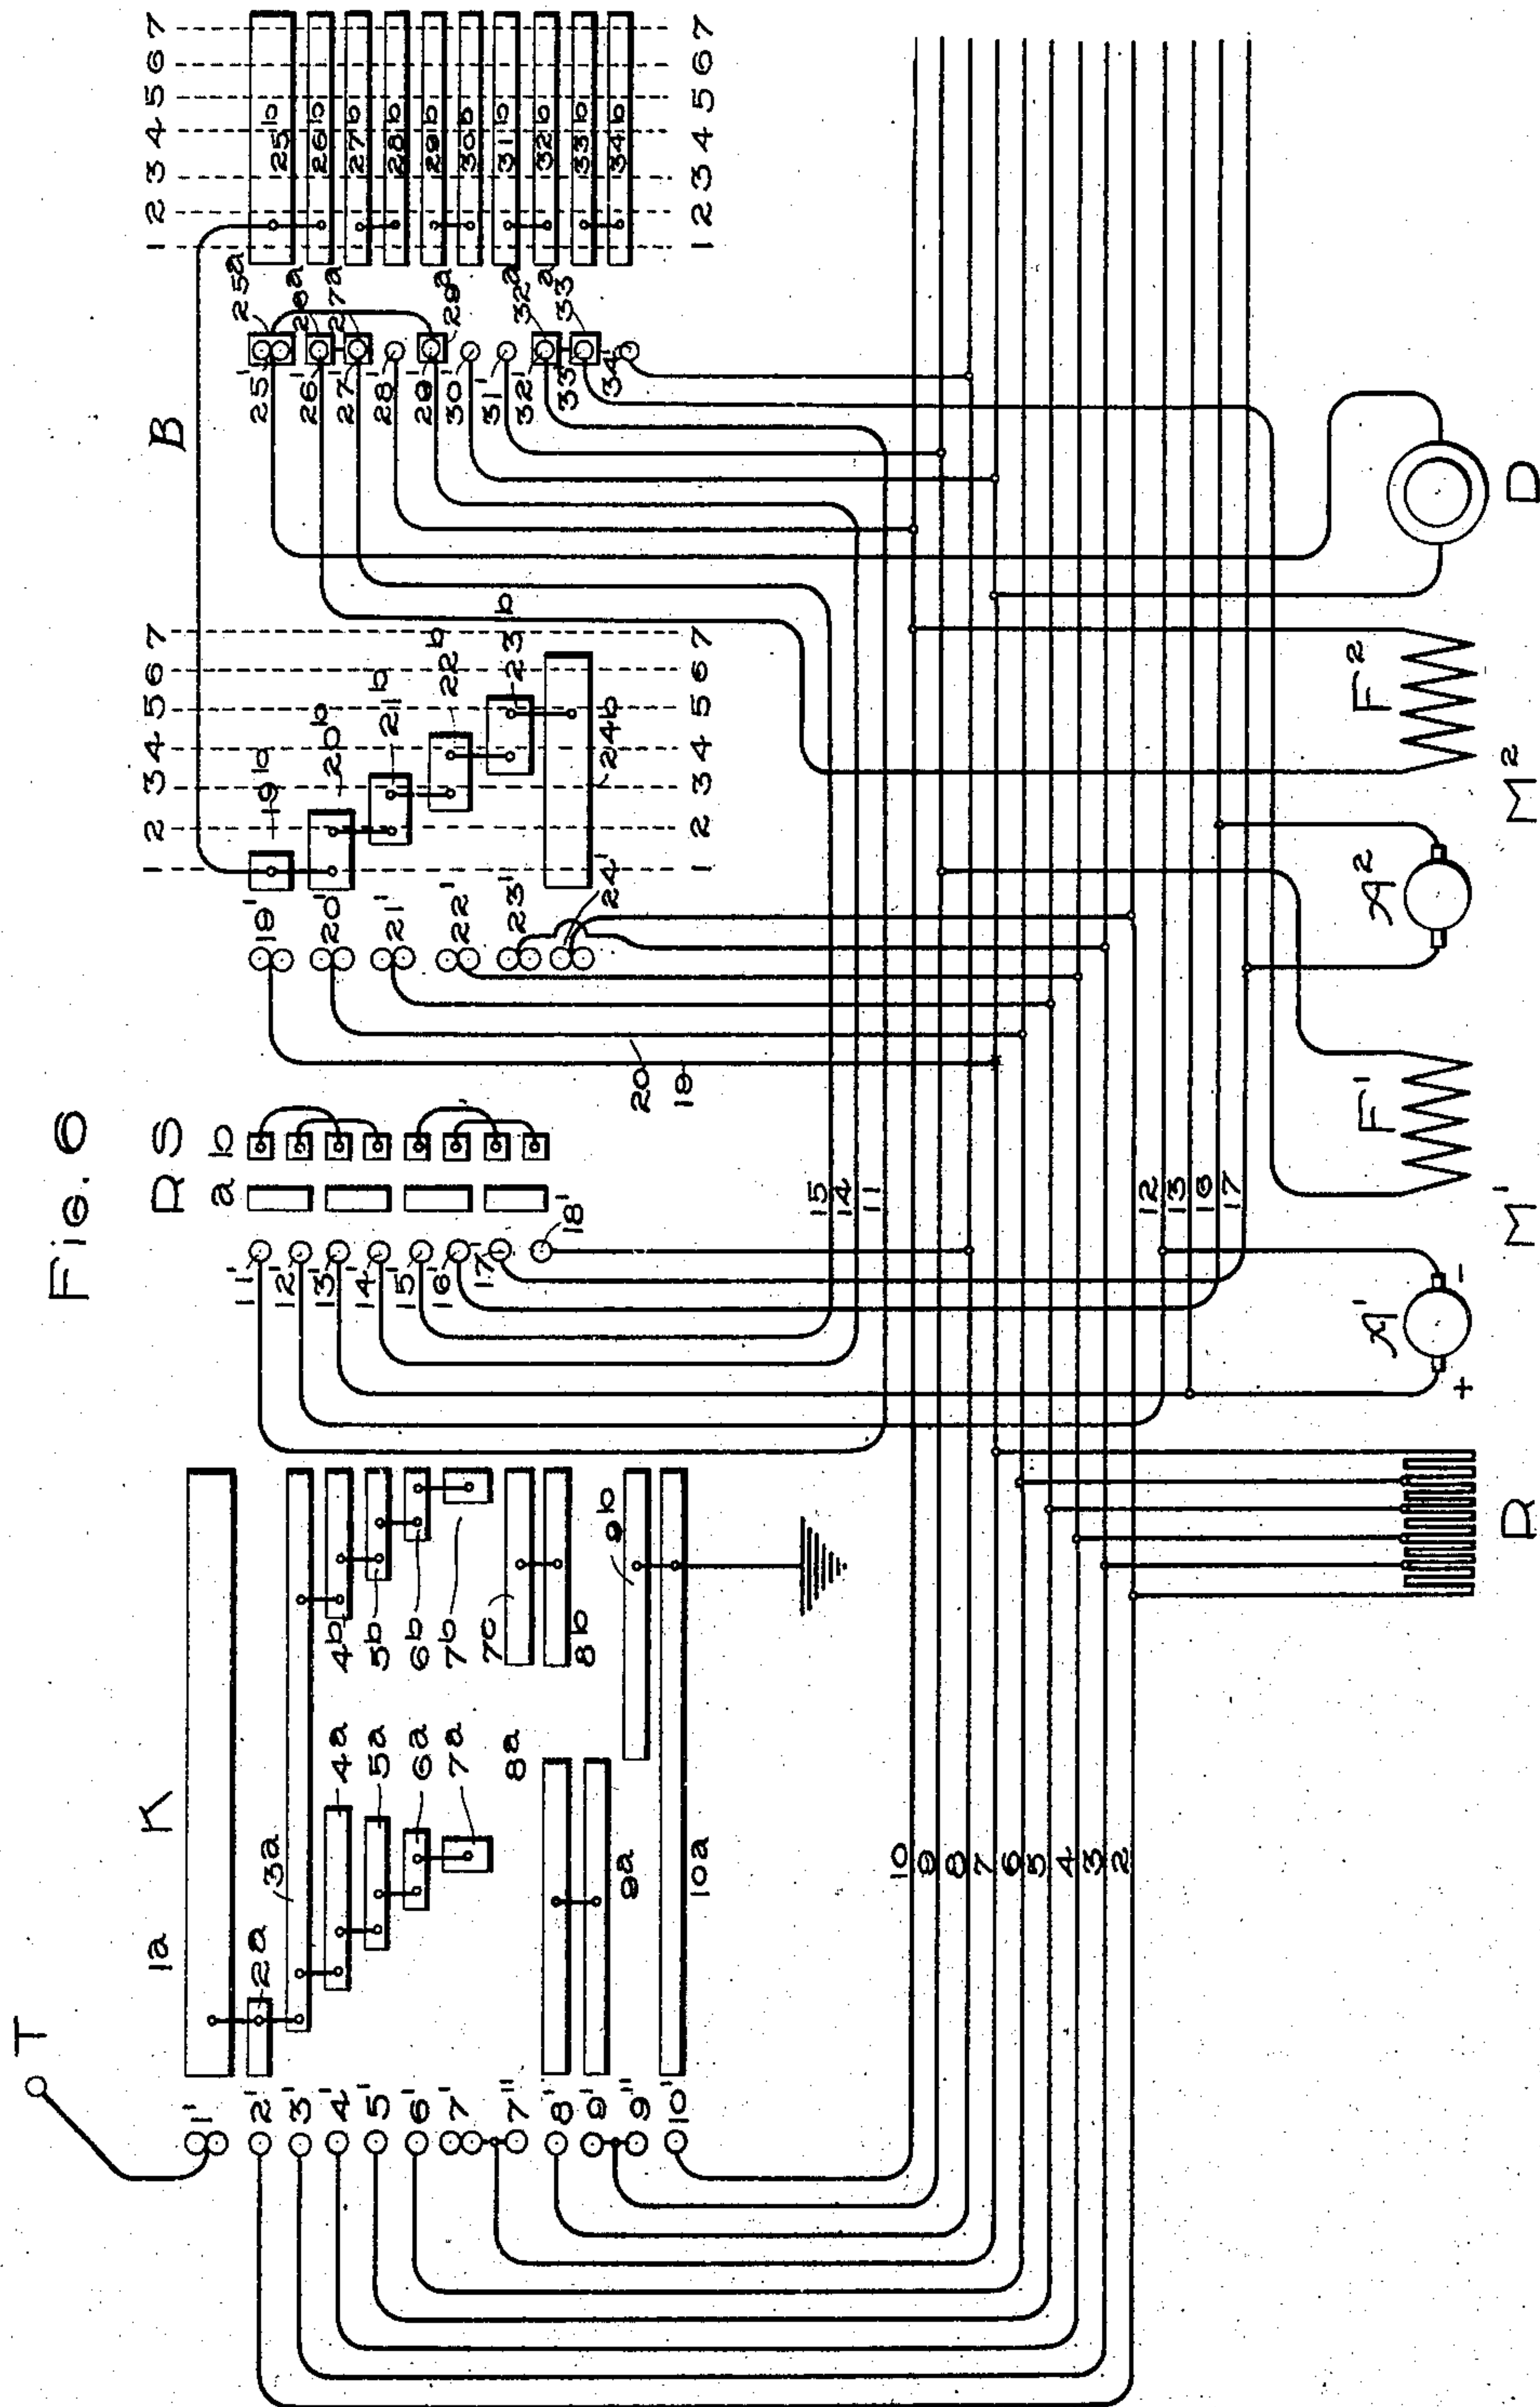 Fig. 6
T
K
R S
B
1a
2a
3a
4a
5a
6a
7a
8a
9a
10a
4b
5b
6b
7b
7c
8b
9b
1'
2'
3'
4'
5'
6'
7'
7''
8'
9'
9''
10'
a
b
11'
12'
13'
14'
15'
16'
17'
18'
19'
20'
21'
22'
23'
24'
20
19
1 2 3 4 5 6 7
19b
20b
21b
22b
23b
24b
1 2 3 4 5 6 7
25'
26'
27'
28'
29'
30'
31'
32'
33'
34'
25a
26a
27a
29a
32a
33a
1 2 3 4 5 6 7
25b
26b
27b
28b
29b
30b
31b
32b
33b
34b
1 2 3 4 5 6 7
15
14
11
10
9
8
7
6
5
4
3
2
12
13
16
17
R
+
A'
-
M'
F'
A²
M²
F²
D